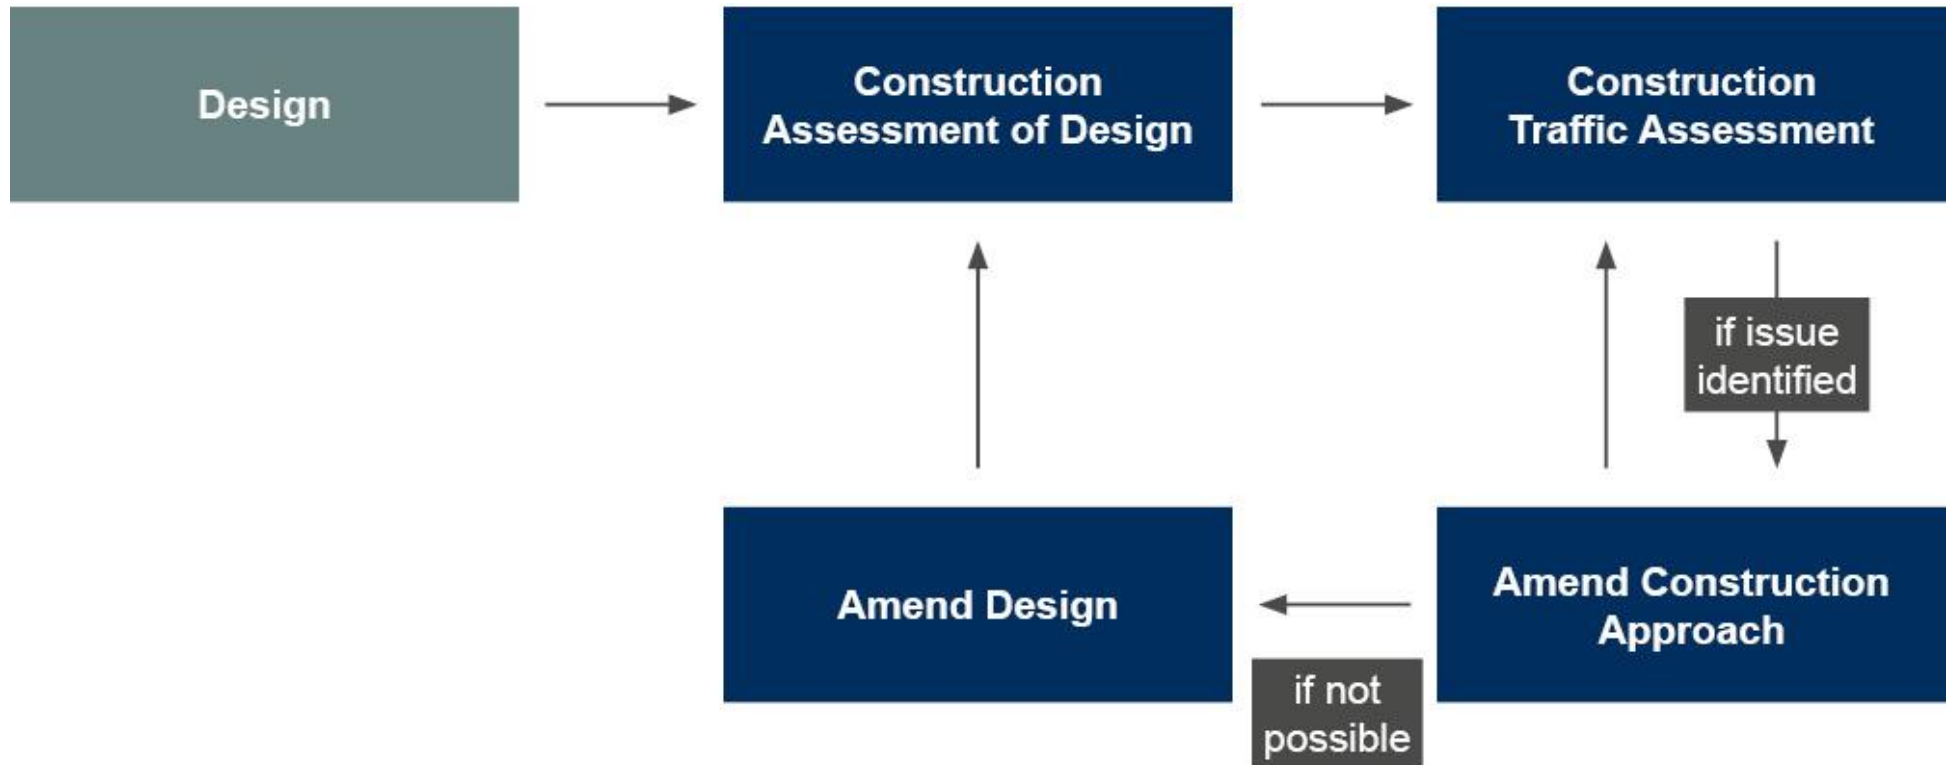 Design
Construction
Assessment of Design
Construction
Traffic Assessment
if issue
identified
Amend Design
Amend Construction
Approach
if not
possible